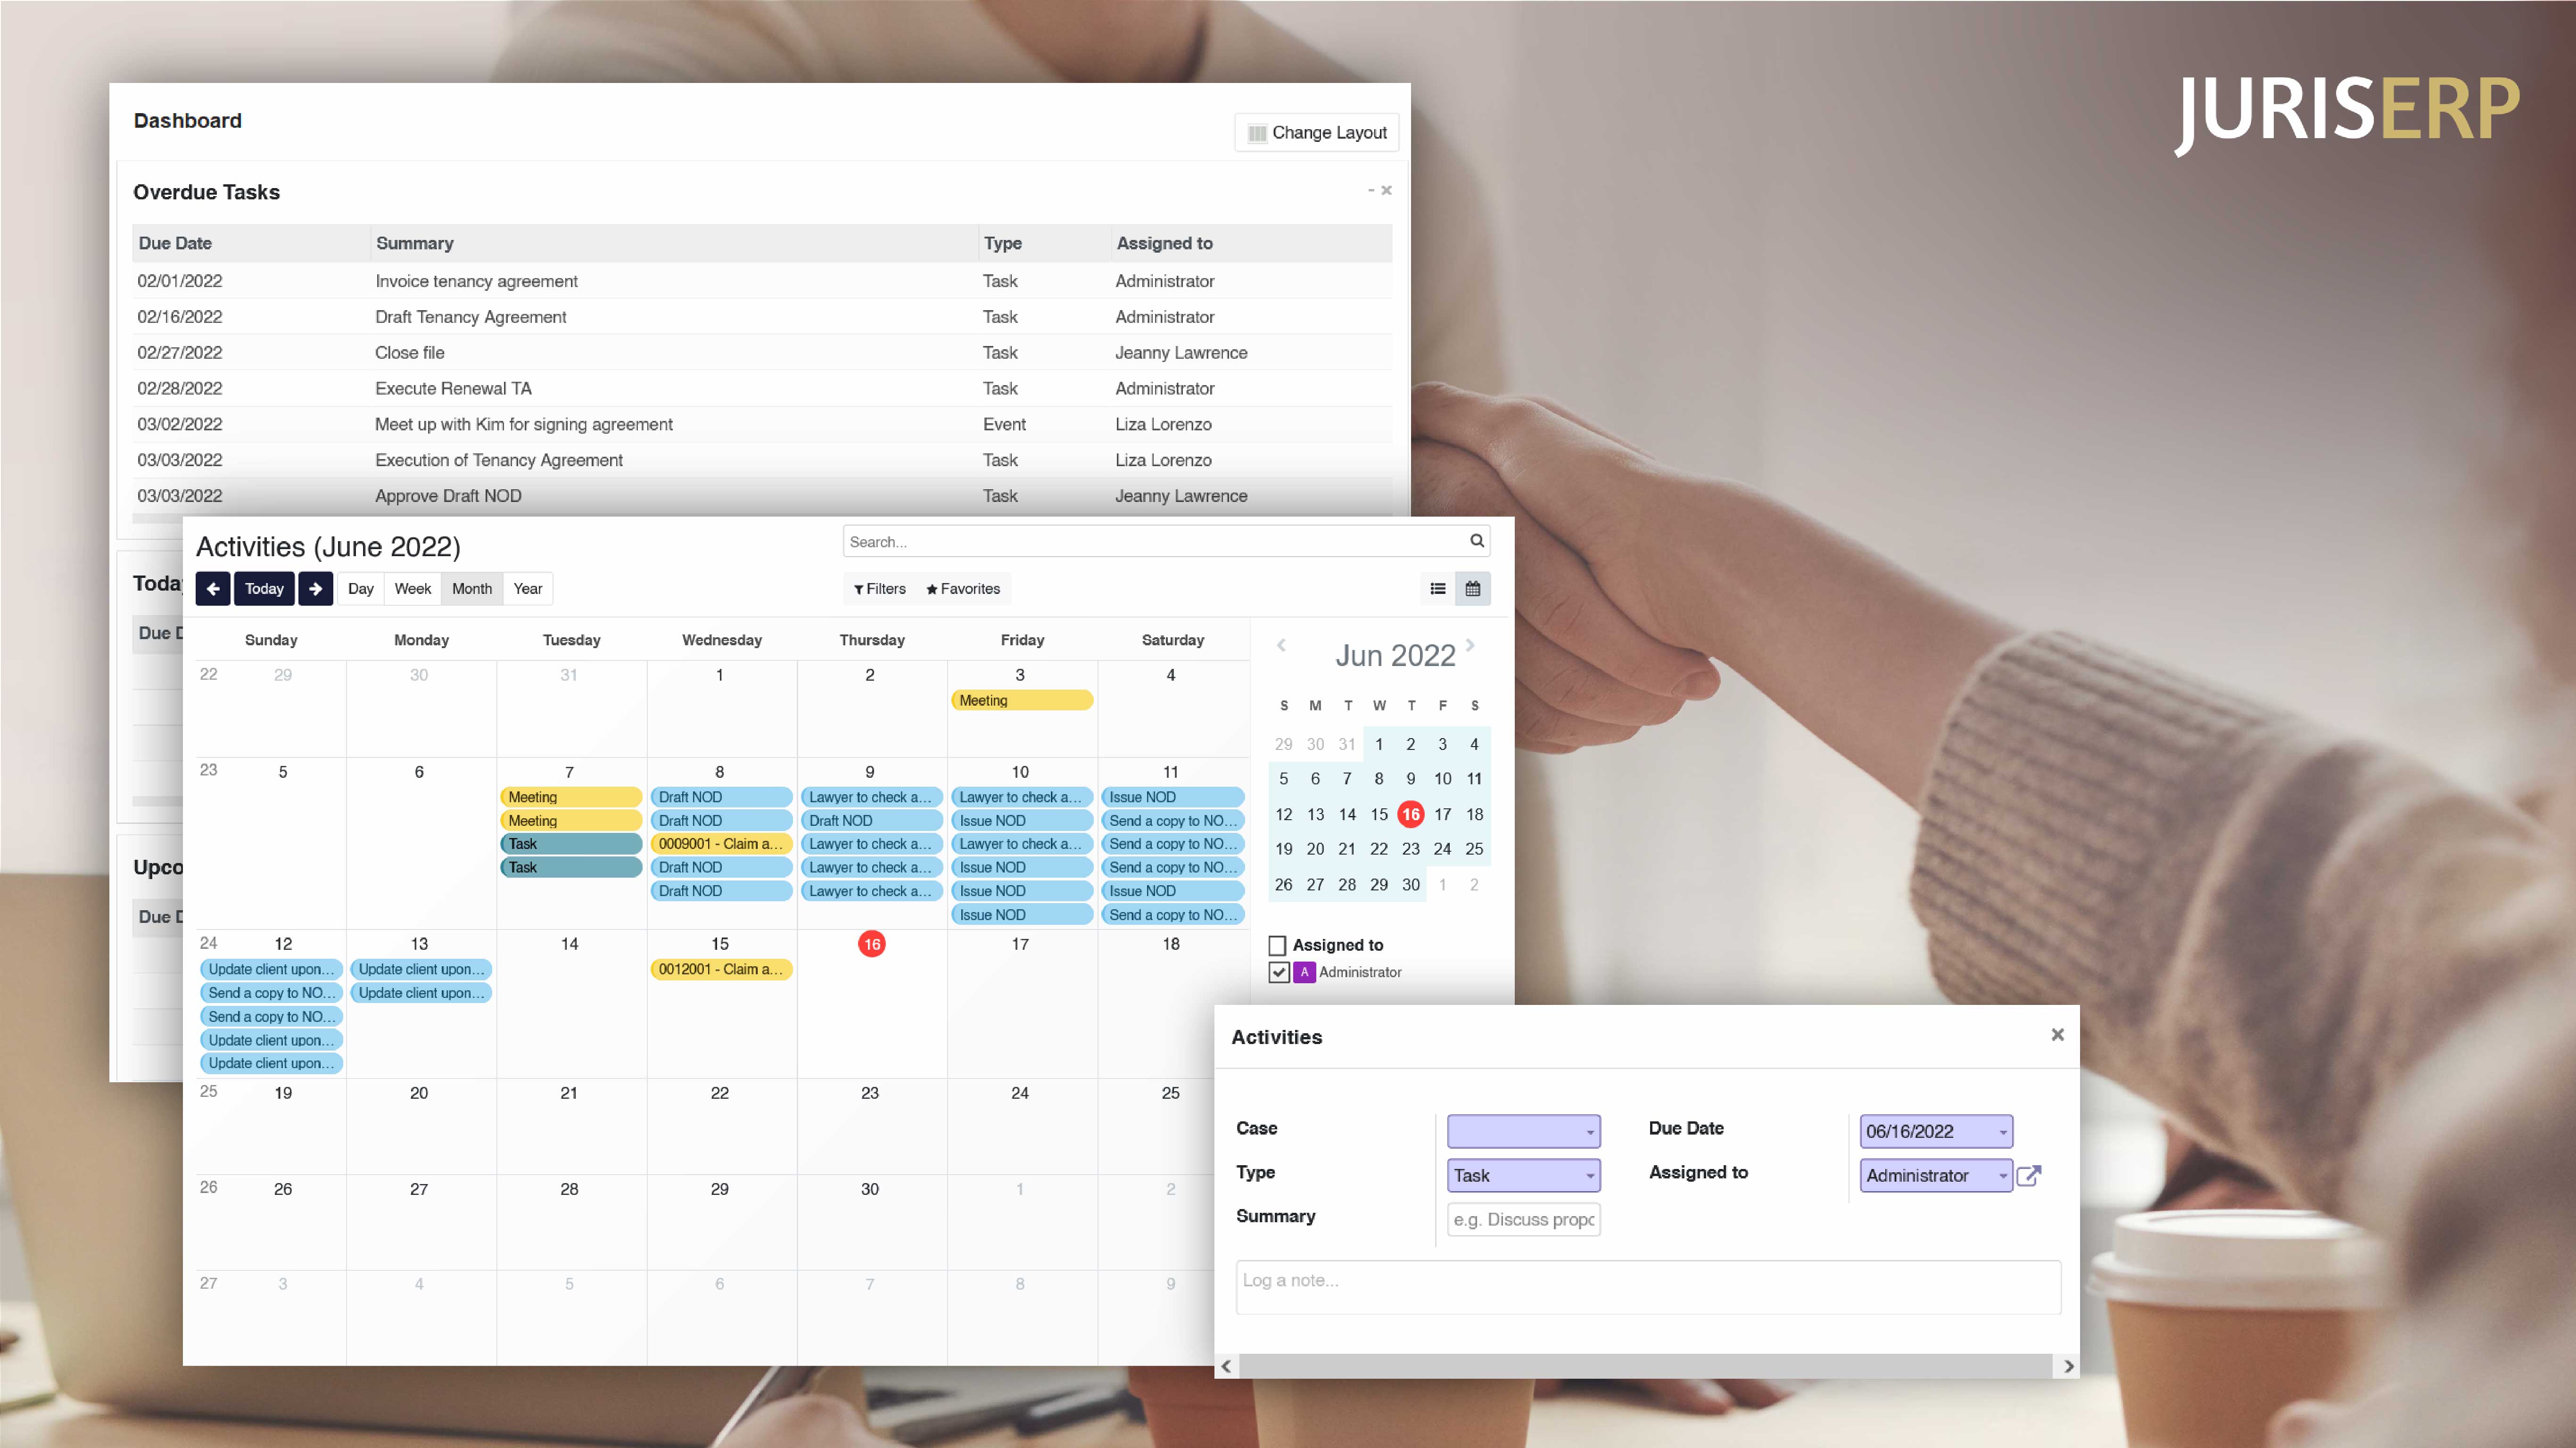 JURISERP
Dashboard
Change Layout
Overdue Tasks
- ×
Due Date Summary Type Assigned to
02/01/2022 Invoice tenancy agreement Task Administrator
02/16/2022 Draft Tenancy Agreement Task Administrator
02/27/2022 Close file Task Jeanny Lawrence
02/28/2022 Execute Renewal TA Task Administrator
03/02/2022 Meet up with Kim for signing agreement Event Liza Lorenzo
03/03/2022 Execution of Tenancy Agreement Task Liza Lorenzo
03/03/2022 Approve Draft NOD Task Jeanny Lawrence
Toda
Due D
Upco
Due D
Activities (June 2022)
Search...
Today Day Week Month Year
Filters Favorites
Sunday Monday Tuesday Wednesday Thursday Friday Saturday
22 29 30 31 1 2 3 4
Meeting
23 5 6 7 8 9 10 11
Meeting Draft NOD Lawyer to check a... Lawyer to check a... Issue NOD
Meeting Draft NOD Draft NOD Issue NOD Send a copy to NO...
Task 0009001 - Claim a... Lawyer to check a... Lawyer to check a... Send a copy to NO...
Task Draft NOD Lawyer to check a... Issue NOD Send a copy to NO...
Draft NOD Lawyer to check a... Issue NOD Issue NOD
Issue NOD Send a copy to NO...
24 12 13 14 15 16 17 18
Update client upon... Update client upon... 0012001 - Claim a...
Send a copy to NO... Update client upon...
Send a copy to NO...
Update client upon...
Update client upon...
25 19 20 21 22 23 24 25
26 26 27 28 29 30 1 2
27 3 4 5 6 7 8 9
Jun 2022
S M T W T F S
29 30 31 1 2 3 4
5 6 7 8 9 10 11
12 13 14 15 16 17 18
19 20 21 22 23 24 25
26 27 28 29 30 1 2
Assigned to
A Administrator
Activities ×
Case Due Date 06/16/2022
Type Task Assigned to Administrator
Summary e.g. Discuss propo
Log a note...